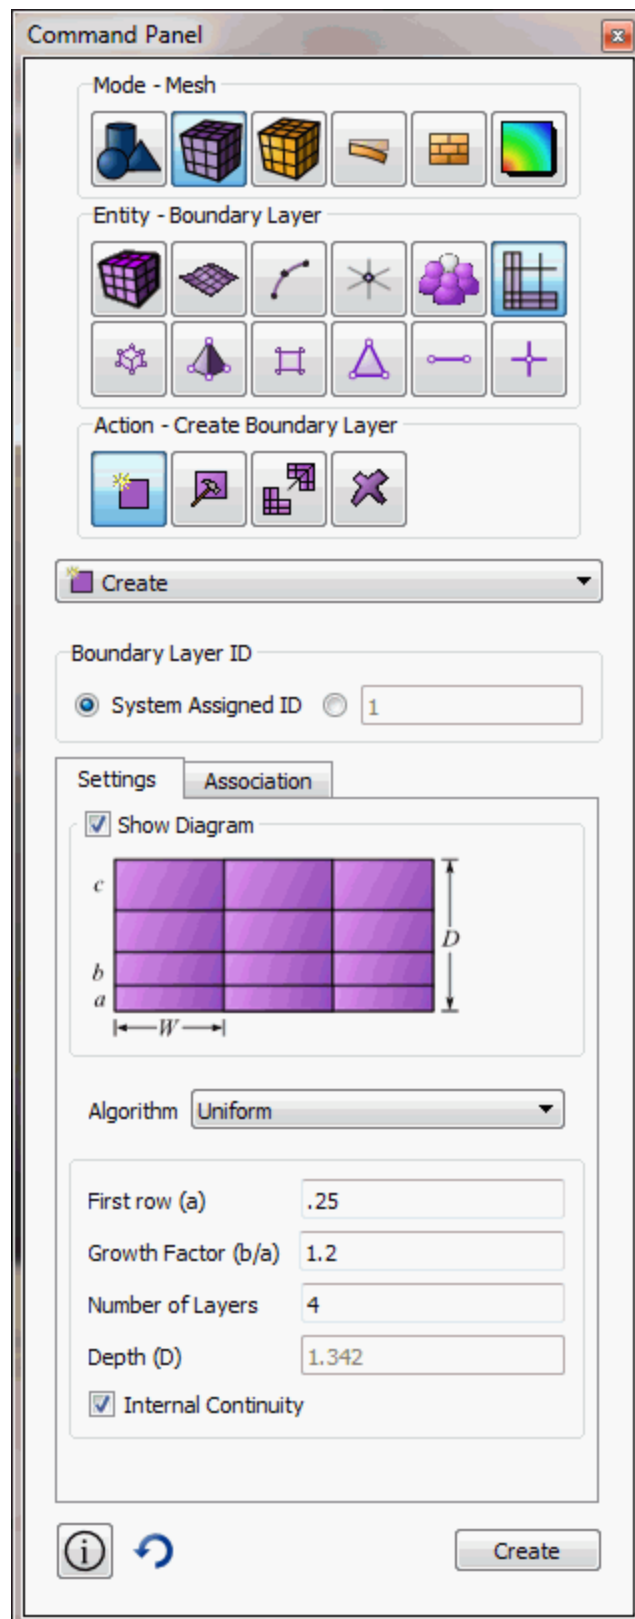 Command Panel
Mode - Mesh
Entity - Boundary Layer
Action - Create Boundary Layer
Create
Boundary Layer ID
System Assigned ID 1
Settings Association
Show Diagram
c
D
b
a
W
Algorithm Uniform
First row (a) .25
Growth Factor (b/a) 1.2
Number of Layers 4
Depth (D) 1.342
Internal Continuity
i Create